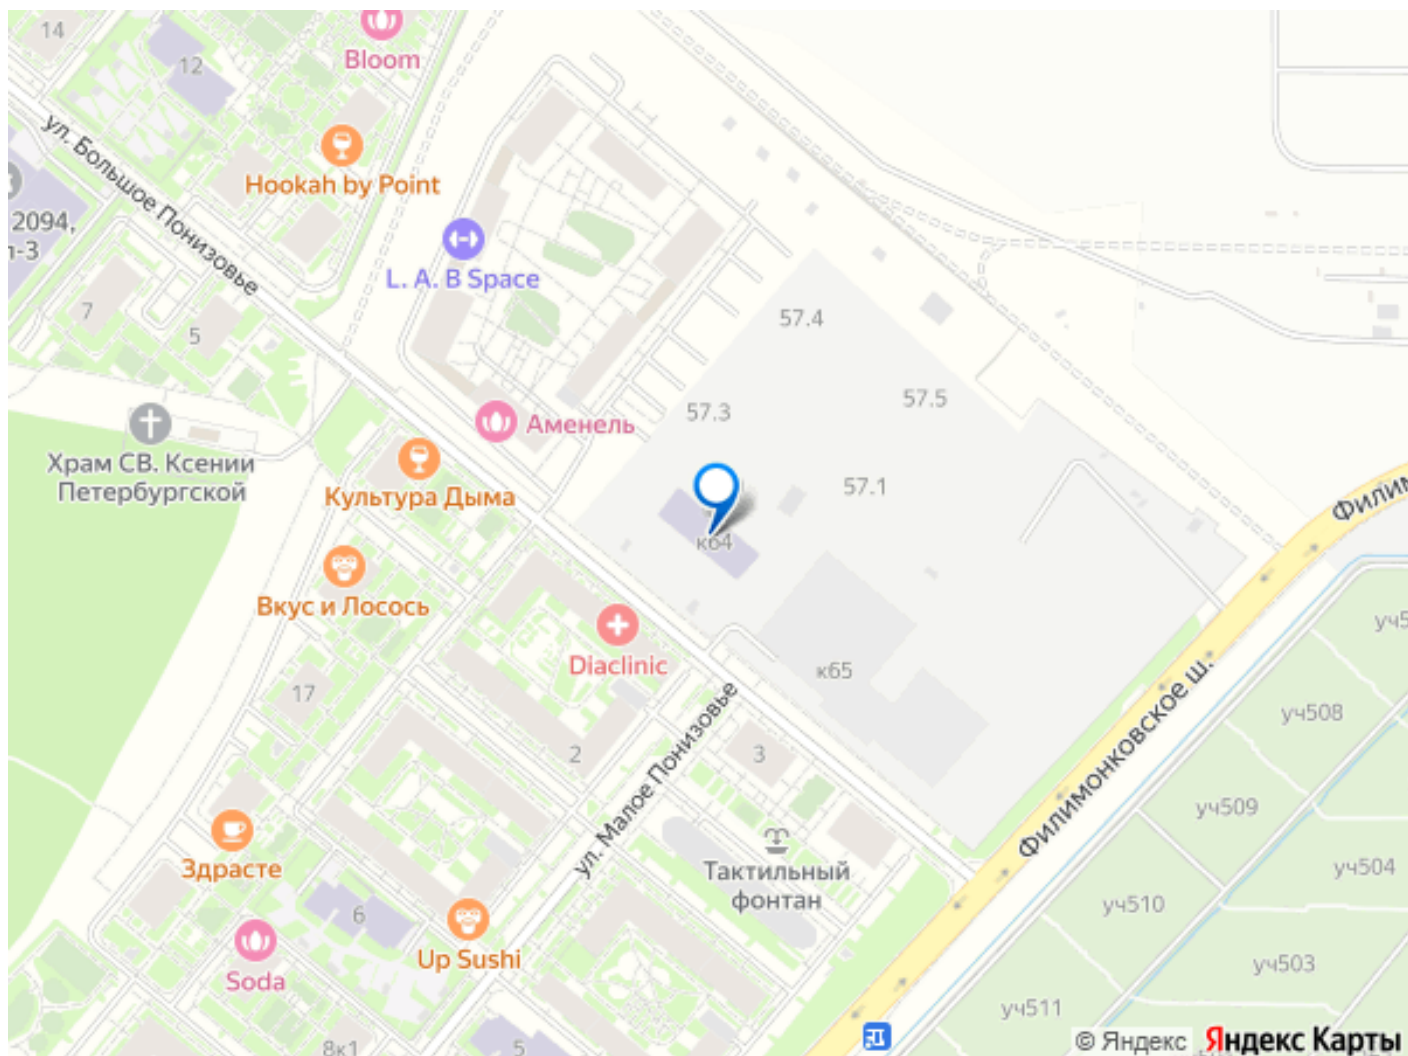 14
Bloom
12
ул. Большое Понизовье
Hookah by Point
2094,
л-3
L. A. B Space
7
5
57.4
57.5
57.3
Аменель
Храм СВ. Ксении
Петербургской
Культура Дыма
57.1
к64
Вкус и Лосось
Diaclinic
к65
17
2
3
ул. Малое Понизовье
Филимонковское ш.
уч508
уч509
уч504
уч510
уч503
уч511
Здрасте
Тактильный
фонтан
6
Up Sushi
Soda
8к1
5
© Яндекс
Яндекс Карты